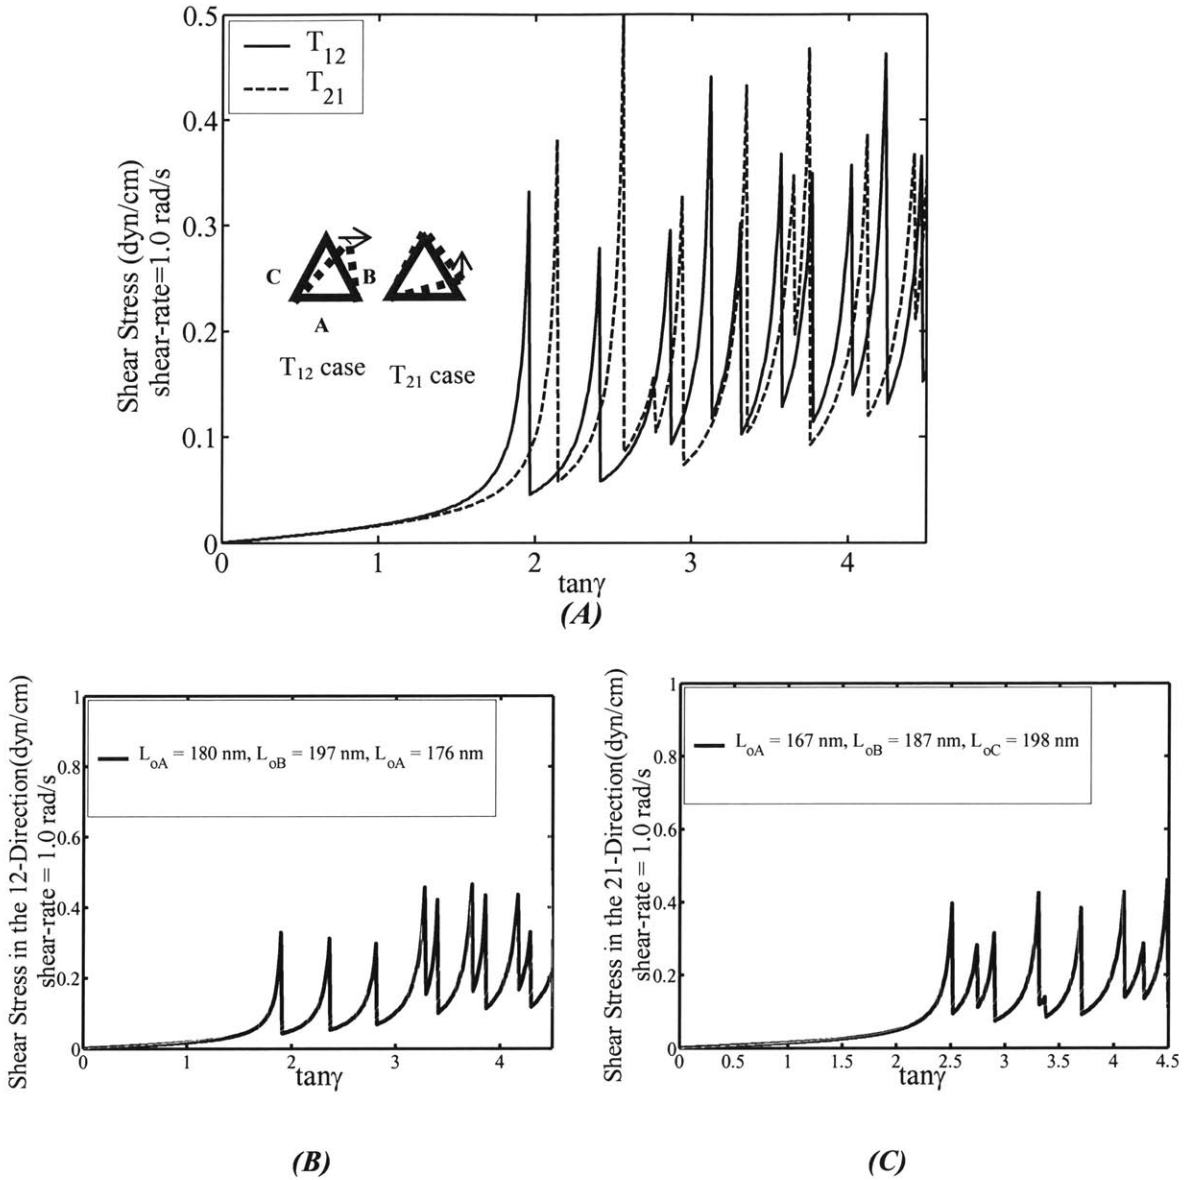 0.5
T12
T21
0.4
0.3
0.2
0.1
0
Shear Stress (dyn/cm)
shear-rate=1.0 rad/s
C
B
A
T12 case
T21 case
0
1
2
3
4
tanγ
(A)
Shear Stress in the 12-Direction(dyn/cm)
shear-rate = 1.0 rad/s
1
0.8
0.6
0.4
0.2
0
LoA = 180 nm, LoB = 197 nm, LoA = 176 nm
0
1
2
3
4
tanγ
(B)
Shear Stress in the 21-Direction(dyn/cm)
shear-rate = 1.0 rad/s
1
0.8
0.6
0.4
0.2
0
LoA = 167 nm, LoB = 187 nm, LoC = 198 nm
0
0.5
1
1.5
2
2.5
3
3.5
4
4.5
tanγ
(C)